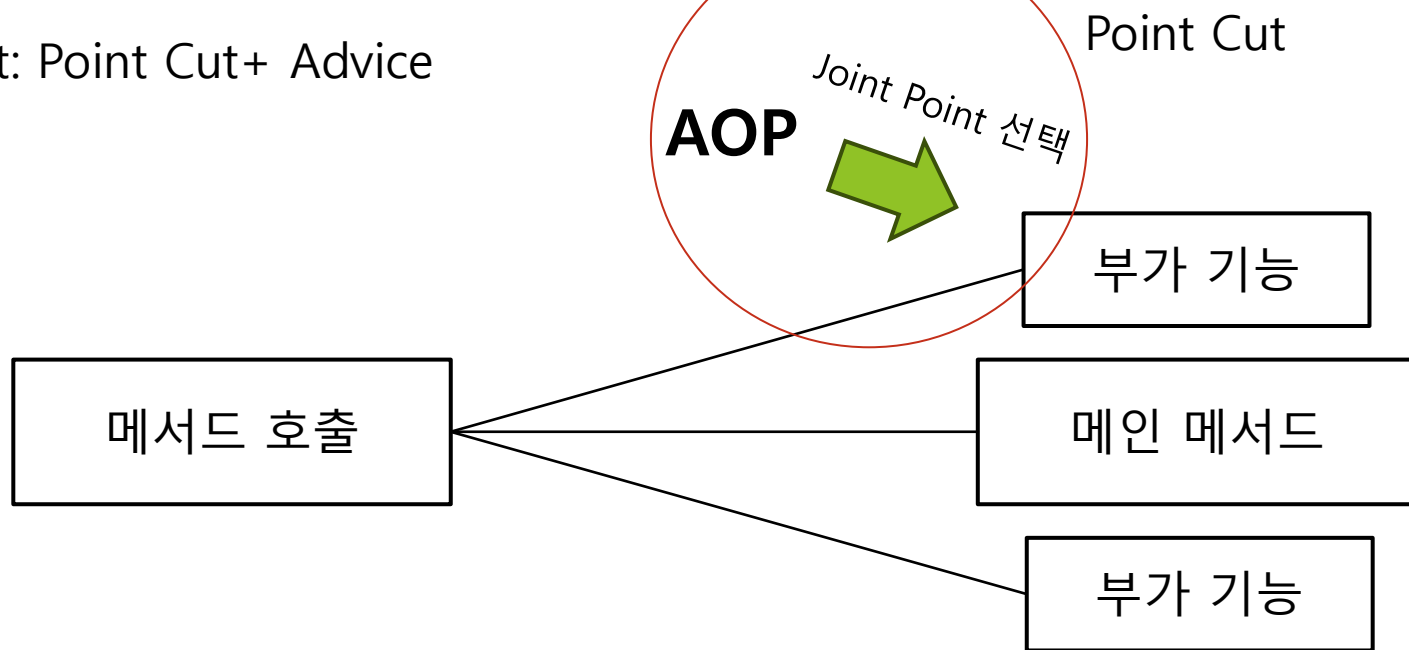 t: Point Cut+ Advice
Point Cut
AOP
Joint Point 선택
부가 기능
메서드 호출
메인 메서드
부가 기능